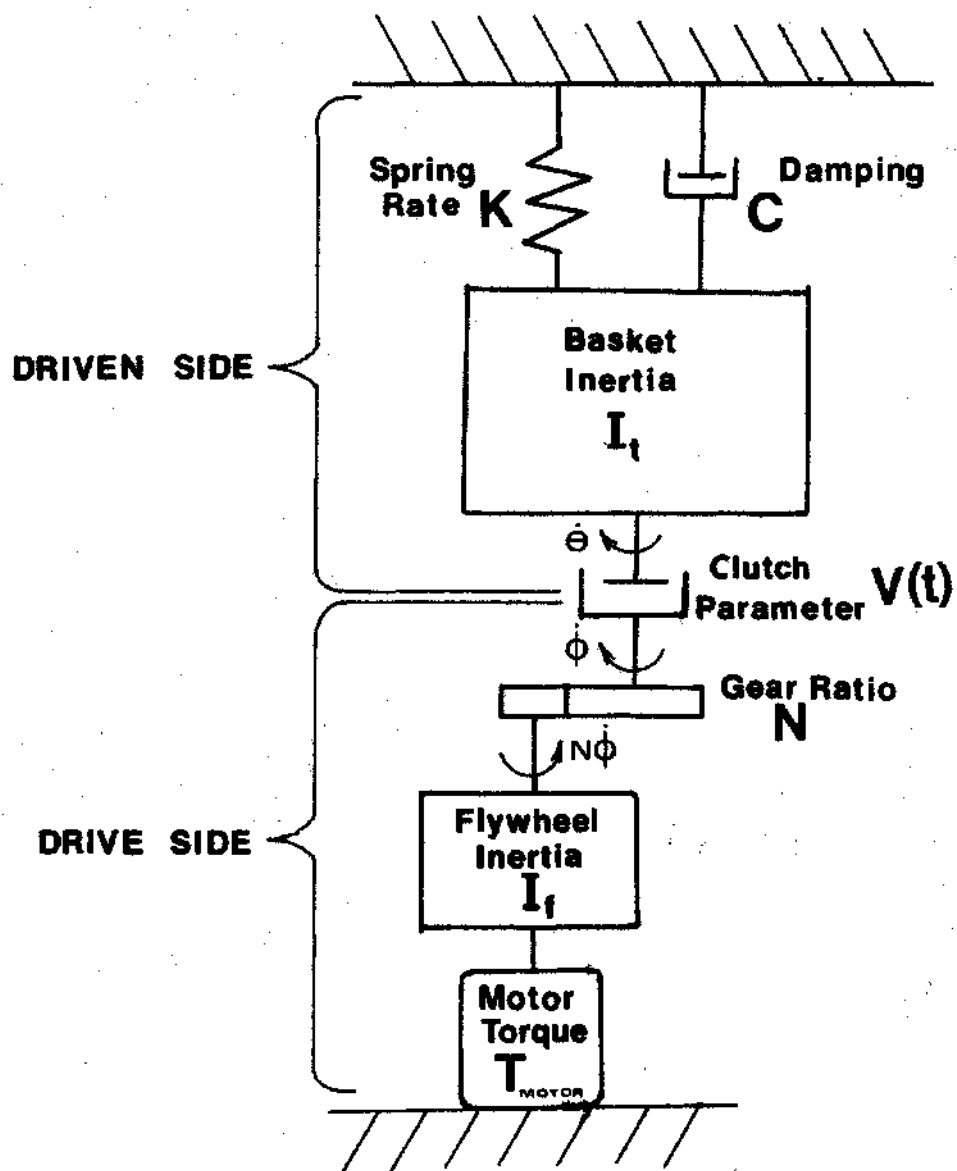 Spring
Rate K
Damping
C
DRIVEN SIDE
Basket
Inertia
I_t
θ̇
Clutch
Parameter V(t)
ϕ̇
Gear Ratio
N
Nϕ̇
DRIVE SIDE
Flywheel
Inertia
I_f
Motor
Torque
T_MOTOR